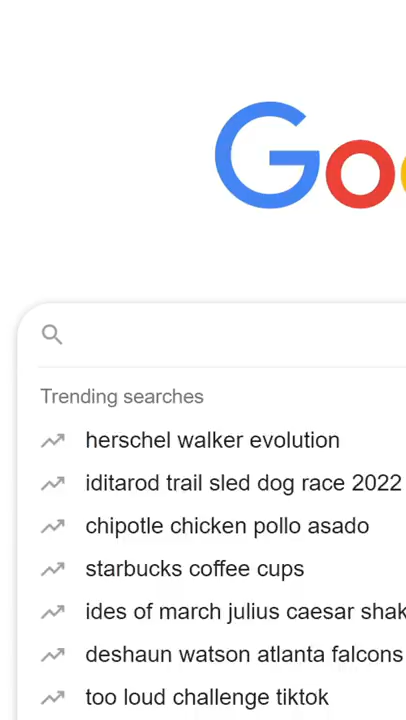 Goo
Trending searches
herschel walker evolution
iditarod trail sled dog race 2022
chipotle chicken pollo asado
starbucks coffee cups
ides of march julius caesar shak
deshaun watson atlanta falcons
too loud challenge tiktok